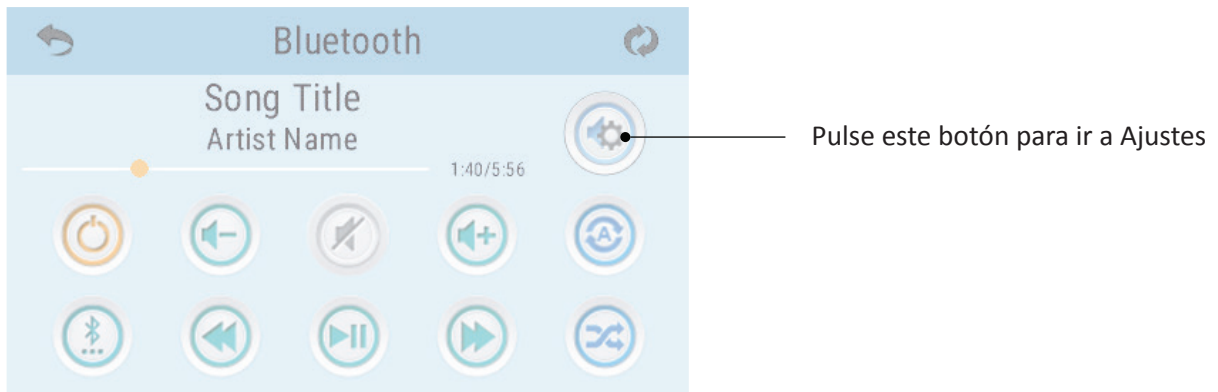 Bluetooth
Song Title
Artist Name
1:40/5:56
Pulse este botón para ir a Ajustes
A